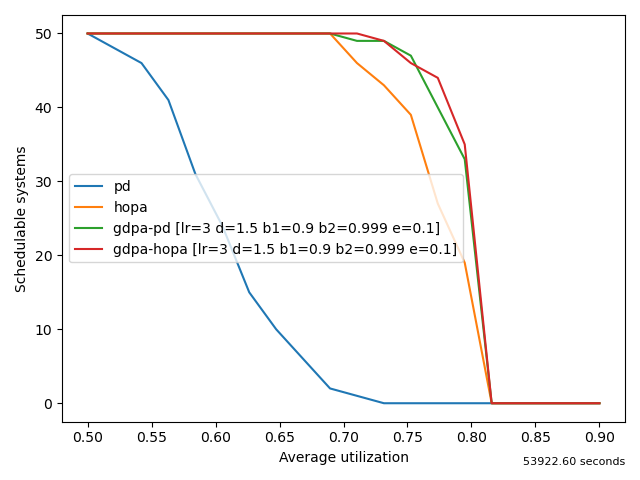 50
40
30
20
10
0
Schedulable systems
pd
hopa
gdpa-pd [lr=3 d=1.5 b1=0.9 b2=0.999 e=0.1]
gdpa-hopa [lr=3 d=1.5 b1=0.9 b2=0.999 e=0.1]
0.50 0.55 0.60 0.65 0.70 0.75 0.80 0.85 0.90
Average utilization
53922.60 seconds